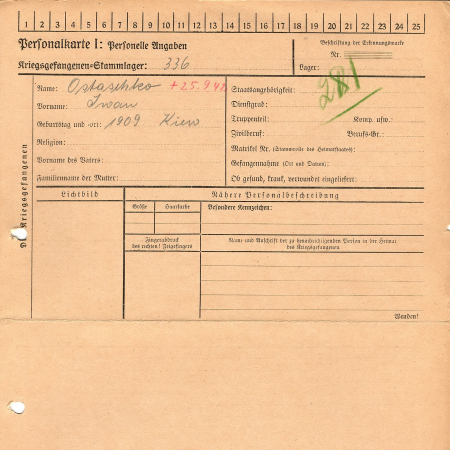 1 2 3 4 5 6 7 8 9 10 11 12 13 14 15 16 17 18 19 20 21 22 23 24 25
Personalkarte I: Personelle Angaben
Kriegsgefangenen-Stammlager: 336
Beschriftung der Erkennungsmarke
Nr.
Lager:
Des Kriegsgefangenen
Name: Ostaschko +25.9.42
Vorname: Iwan
Geburtstag und -ort: 1909 Kiew
Religion:
Vorname des Vaters:
Familienname der Mutter:
Staatsangehörigkeit:
Dienstgrad:
Truppenteil: Komp. usw.:
Zivilberuf: Berufs-Gr.:
Matrikel Nr. (Stammrolle des Heimatstaates):
Gefangennahme (Ort und Datum):
Ob gesund, krank, verwundet eingeliefert:
Lichtbild
Nähere Personalbeschreibung
Größe Haarfarbe
Besondere Kennzeichen:
Fingerabdruck
des rechten! Zeigefingers
Name und Anschrift der zu benachrichtigenden Person in der Heimat
des Kriegsgefangenen
Wenden!